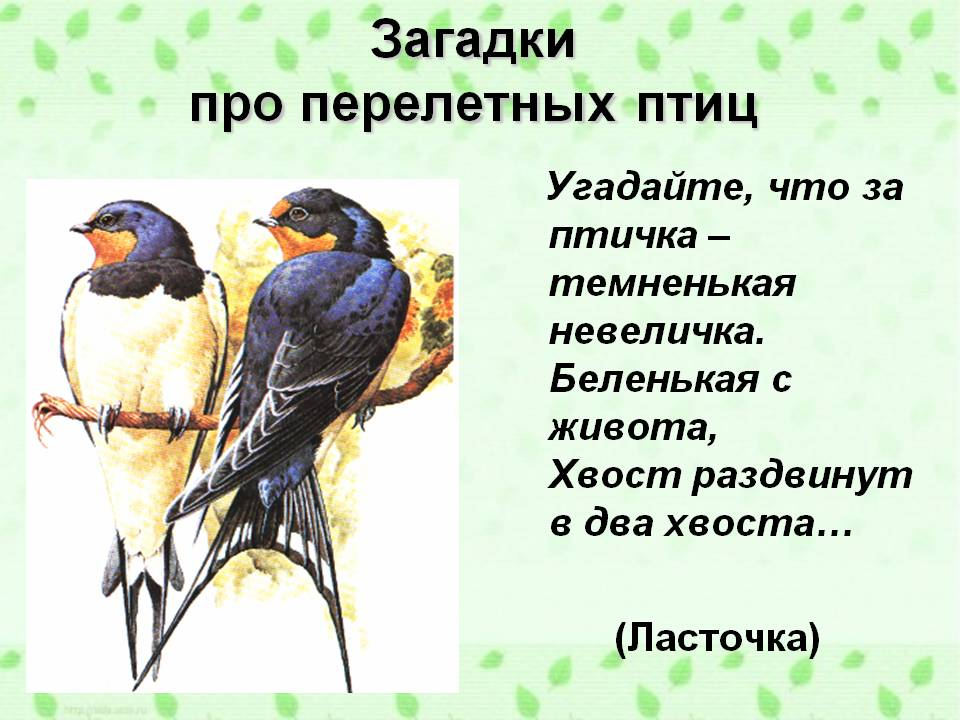 Загадки
про перелетных птиц
Угадайте, что за
птичка –
темненькая
невеличка.
Беленькая с
живота,
Хвост раздвинут
в два хвоста…
(Ласточка)